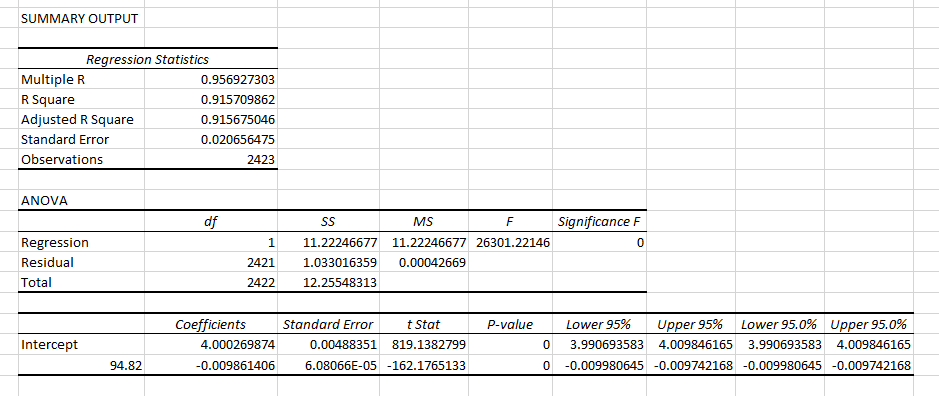 SUMMARY OUTPUT
Regression Statistics
Multiple R 0.956927303
R Square 0.915709862
Adjusted R Square 0.915675046
Standard Error 0.020656475
Observations 2423
ANOVA
df SS MS F Significance F
Regression 1 11.22246677 11.22246677 26301.22146 0
Residual 2421 1.033016359 0.00042669
Total 2422 12.25548313
Coefficients Standard Error t Stat P-value Lower 95% Upper 95% Lower 95.0% Upper 95.0%
Intercept 4.000269874 0.00488351 819.1382799 0 3.990693583 4.009846165 3.990693583 4.009846165
94.82 -0.009861406 6.08066E-05 -162.1765133 0 -0.009980645 -0.009742168 -0.009980645 -0.009742168